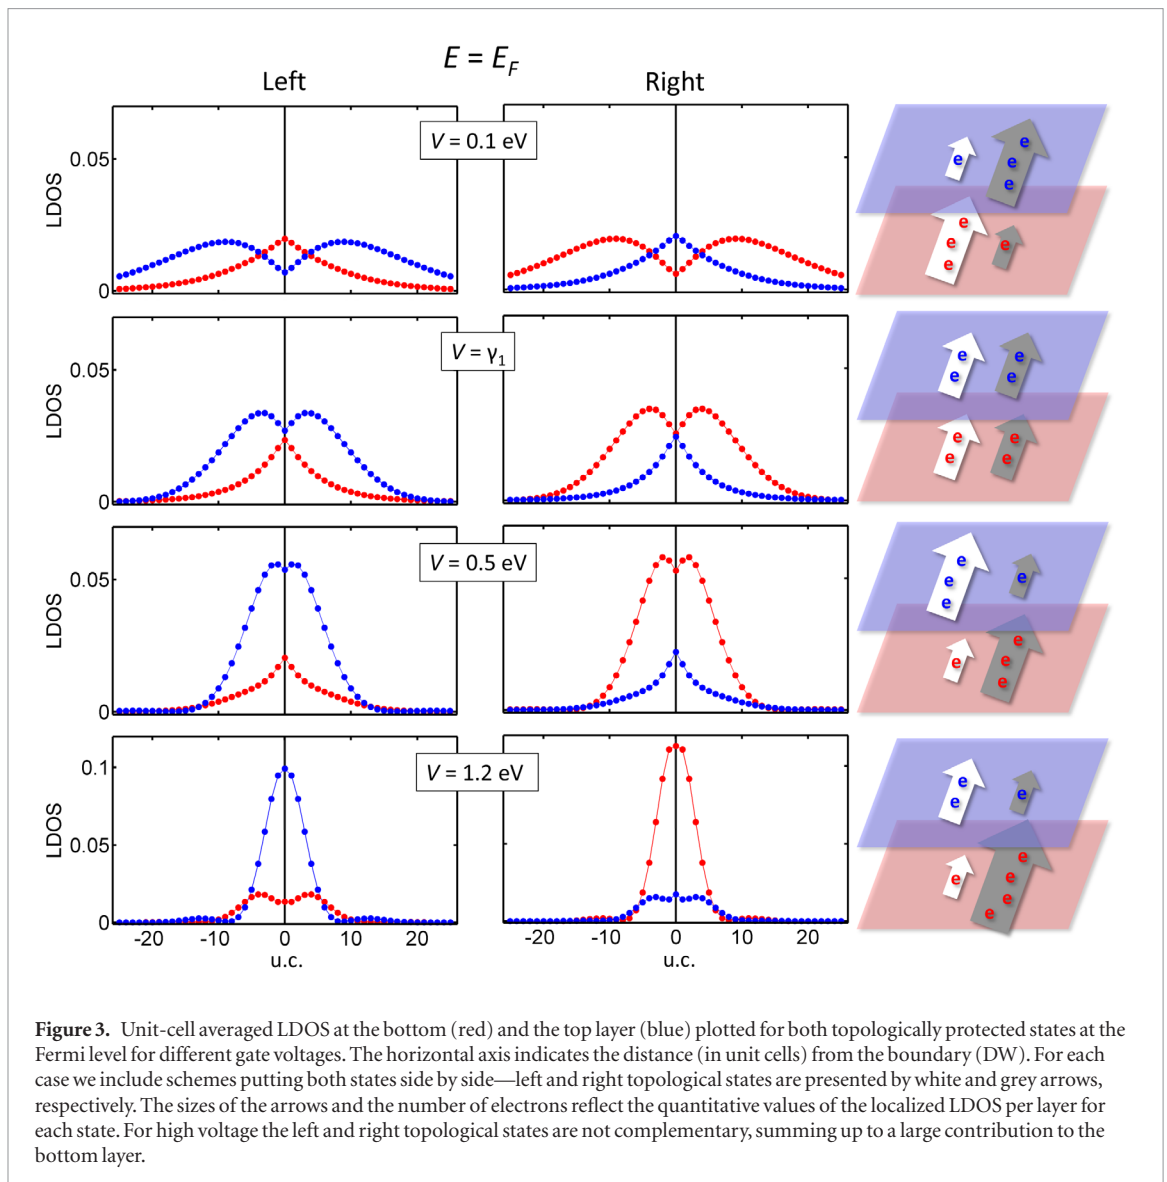 E = E_F
Left
Right
V = 0.1 eV
0.05
LDOS
0
e
e
e
e
e
e
e
e
V = γ₁
0.05
LDOS
0
e
e
e
e
e
e
e
e
V = 0.5 eV
0.05
LDOS
0
e
e
e
e
e
e
e
e
V = 1.2 eV
0.1
0.05
LDOS
0
e
e
e
e
e
e
e
e
-20
-10
0
10
20
-20
-10
0
10
20
u.c.
u.c.
Figure 3. Unit-cell averaged LDOS at the bottom (red) and the top layer (blue) plotted for both topologically protected states at the
Fermi level for different gate voltages. The horizontal axis indicates the distance (in unit cells) from the boundary (DW). For each
case we include schemes putting both states side by side—left and right topological states are presented by white and grey arrows,
respectively. The sizes of the arrows and the number of electrons reflect the quantitative values of the localized LDOS per layer for
each state. For high voltage the left and right topological states are not complementary, summing up to a large contribution to the
bottom layer.